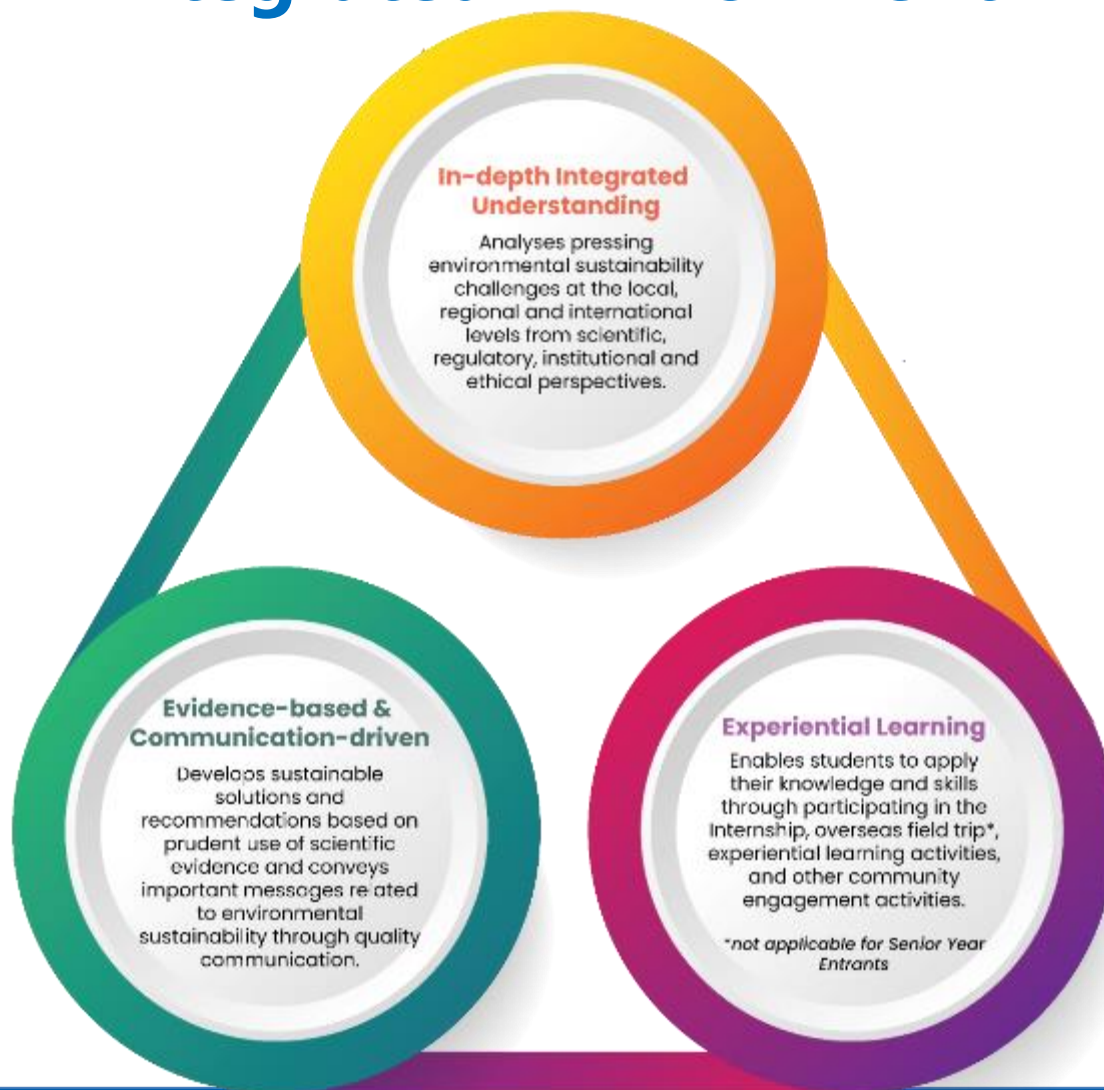 In-depth Integrated
Understanding
Analyses pressing
environmental sustainability
challenges at the local,
regional and international
levels from scientific,
regulatory, institutional and
ethical perspectives.
Evidence-based &
Communication-driven
Develops sustainable
solutions and
recommendations based on
prudent use of scientific
evidence and conveys
important messages related
to environmental
sustainability through quality
communication.
Experiential Learning
Enables students to apply
their knowledge and skills
through participating in the
Internship, overseas field trip*,
experiential learning activities,
and other community
engagement activities.
*not applicable for Senior Year
Entrants